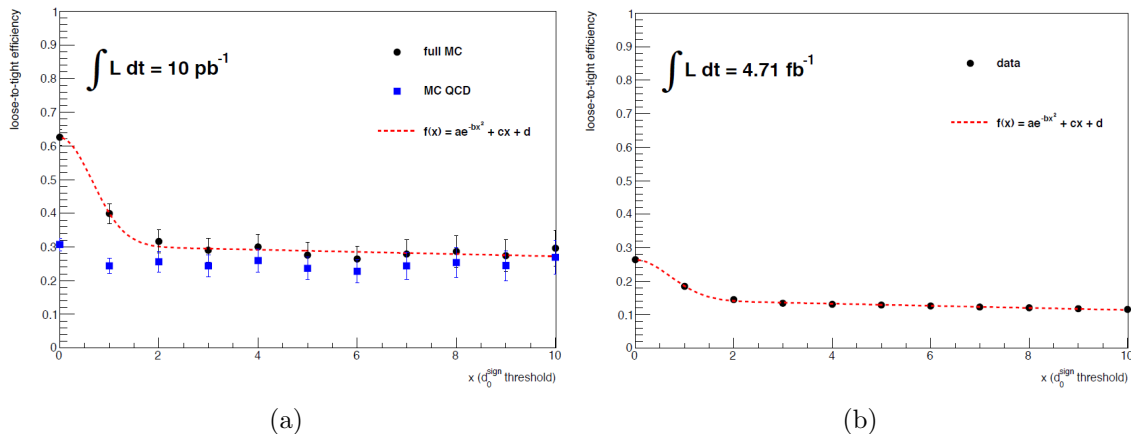 loose-to-tight efficiency
1
0.9
0.8
0.7
0.6
0.5
0.4
0.3
0.2
0.1
0
∫ L dt = 10 pb⁻¹
full MC
MC QCD
f(x) = ae^{-bx²} + cx + d
0 2 4 6 8 10
x (d₀^{sign} threshold)
(a)
loose-to-tight efficiency
1
0.9
0.8
0.7
0.6
0.5
0.4
0.3
0.2
0.1
0
∫ L dt = 4.71 fb⁻¹
data
f(x) = ae^{-bx²} + cx + d
0 2 4 6 8 10
x (d₀^{sign} threshold)
(b)